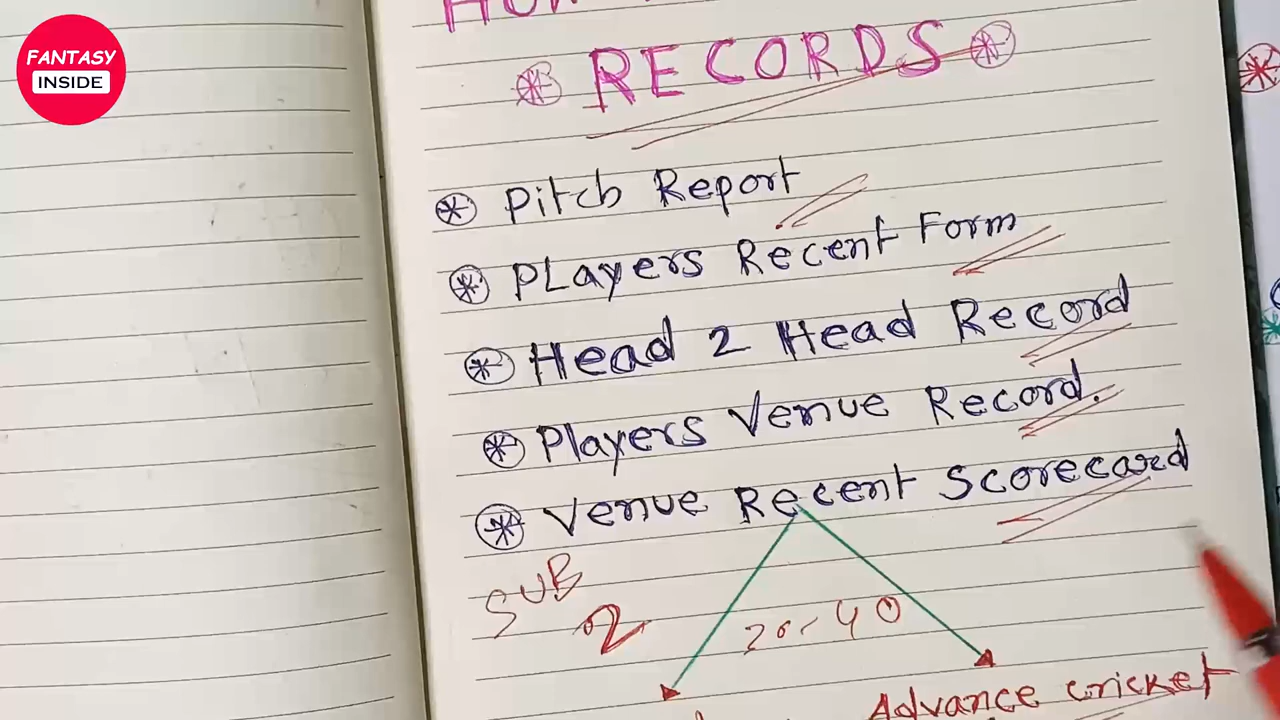 FANTASY
INSIDE
HOW
RECORDS
Pitch Report
PLayers Recent Form
Head 2 Head Record
Players Venue Record.
Venue Recent Scorecard
SUB
2
20-40
Advance cricket